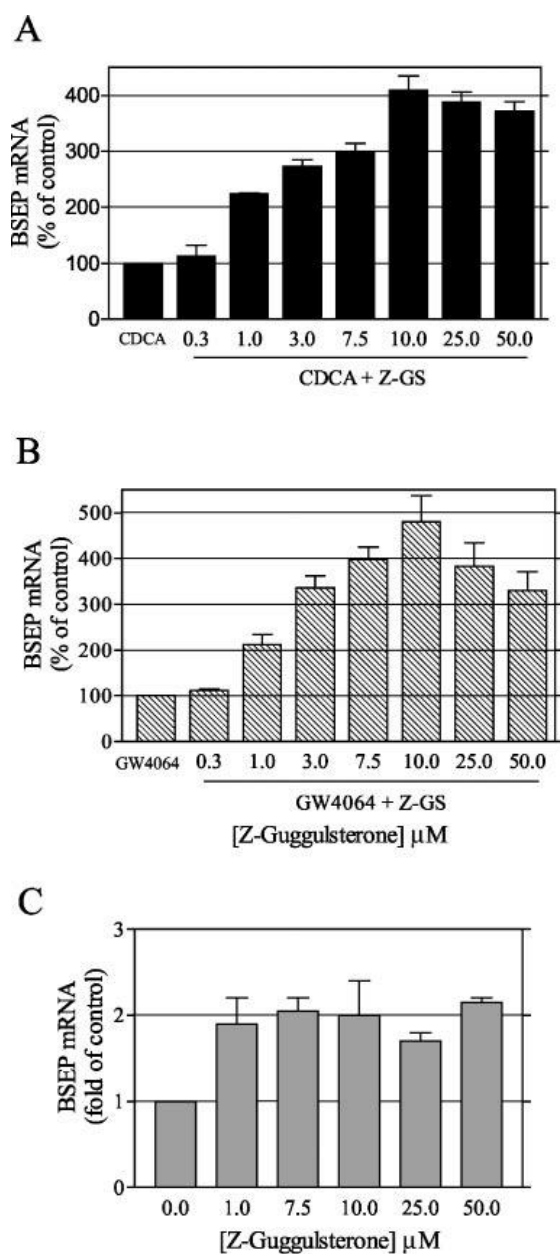 A
BSEP mRNA
(% of control)
400
300
200
100
0
CDCA 0.3 1.0 3.0 7.5 10.0 25.0 50.0
CDCA + Z-GS
B
BSEP mRNA
(% of control)
500
400
300
200
100
0
GW4064 0.3 1.0 3.0 7.5 10.0 25.0 50.0
GW4064 + Z-GS
[Z-Guggulsterone] μM
C
BSEP mRNA
(fold of control)
3
2
1
0
0.0 1.0 7.5 10.0 25.0 50.0
[Z-Guggulsterone] μM